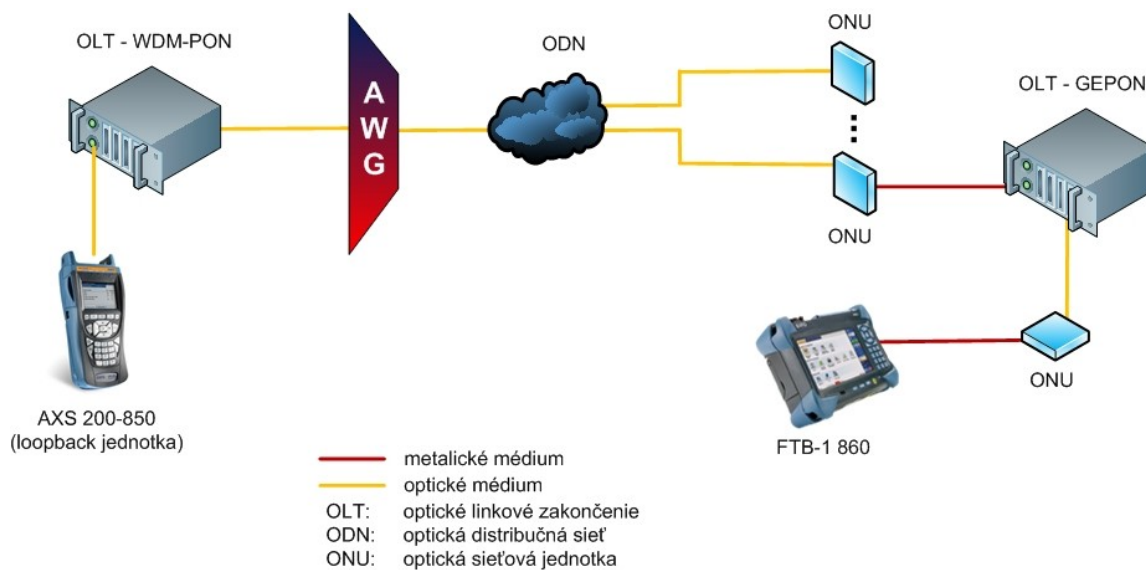 OLT - WDM-PON
AWG
ODN
ONU
ONU
OLT - GEPON
ONU
AXS 200-850
(loopback jednotka)
FTB-1 860
metalické médium
optické médium
OLT: optické linkové zakončenie
ODN: optická distribučná sieť
ONU: optická sieťová jednotka